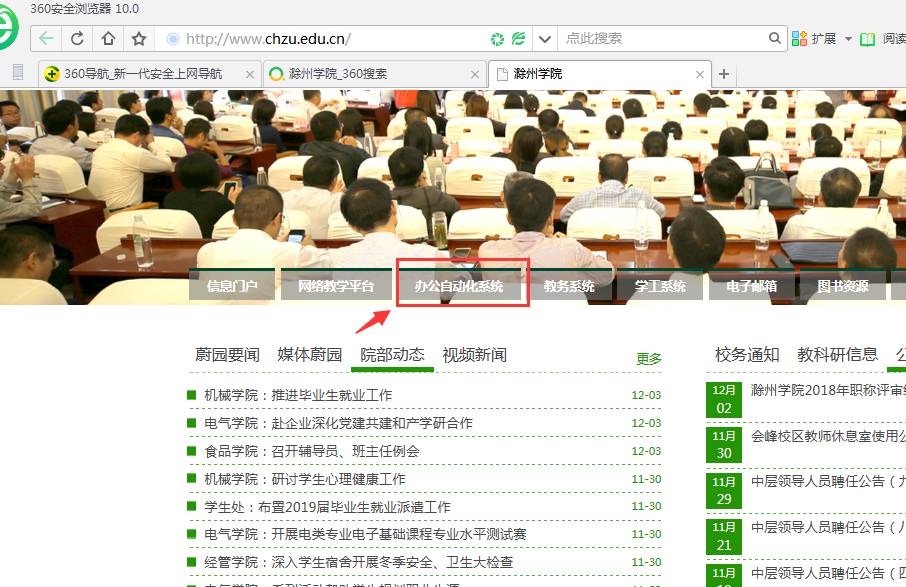 360安全浏览器 10.0
http://www.chzu.edu.cn/
点此搜索
扩展
阅读
360导航_新一代安全上网导航
滁州学院_360搜索
滁州学院
信息门户
网络教学平台
办公自动化系统
教务系统
学工系统
电子邮箱
图书资源
蔚园要闻 媒体蔚园 院部动态 视频新闻 更多
机械学院：推进毕业生就业工作 12-03
电气学院：赴企业深化党建共建和产学研合作 12-03
食品学院：召开辅导员、班主任例会 12-03
机械学院：研讨学生心理健康工作 11-30
学生处：布置2019届毕业生就业派遣工作 11-30
电气学院：开展电类专业电子基础课程专业水平测试赛 11-30
经管学院：深入学生宿舍开展冬季安全、卫生大检查 11-30
校务通知 教科研信息
12月
02
滁州学院2018年职称评审
11月
30
会峰校区教师休息室使用公
11月
29
中层领导人员聘任公告（九
11月
21
中层领导人员聘任公告（八
11月
中层领导人员聘任公告（四